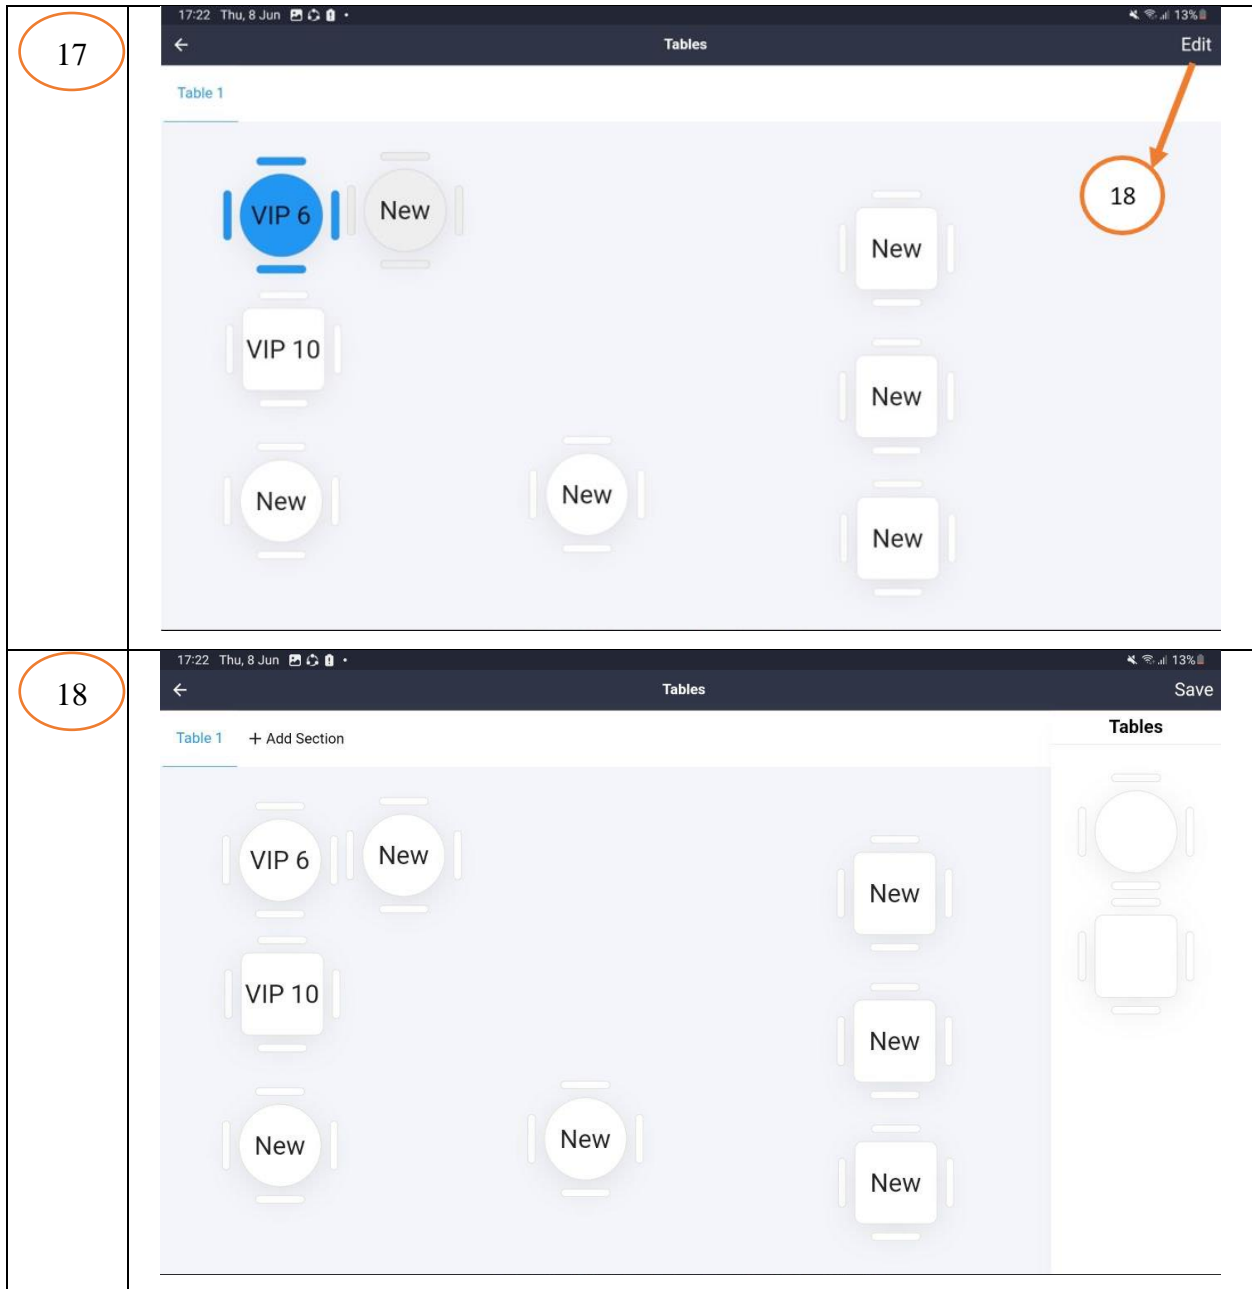 17
17:22 Thu, 8 Jun
13%
Tables
Edit
Table 1
18
VIP 6
New
New
VIP 10
New
New
New
New
18
17:22 Thu, 8 Jun
13%
Tables
Save
Table 1
+ Add Section
Tables
VIP 6
New
New
VIP 10
New
New
New
New